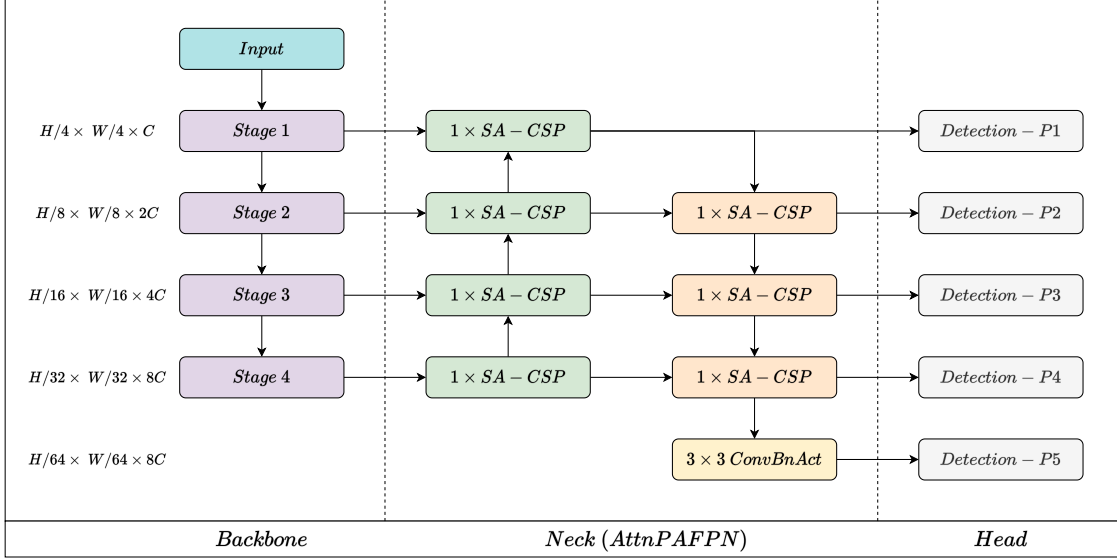 Input
H/4 × W/4 × C
Stage 1
1 × SA − CSP
Detection − P1
H/8 × W/8 × 2C
Stage 2
1 × SA − CSP
1 × SA − CSP
Detection − P2
H/16 × W/16 × 4C
Stage 3
1 × SA − CSP
1 × SA − CSP
Detection − P3
H/32 × W/32 × 8C
Stage 4
1 × SA − CSP
1 × SA − CSP
Detection − P4
H/64 × W/64 × 8C
3 × 3 ConvBnAct
Detection − P5
Backbone
Neck (AttnPAFPN)
Head